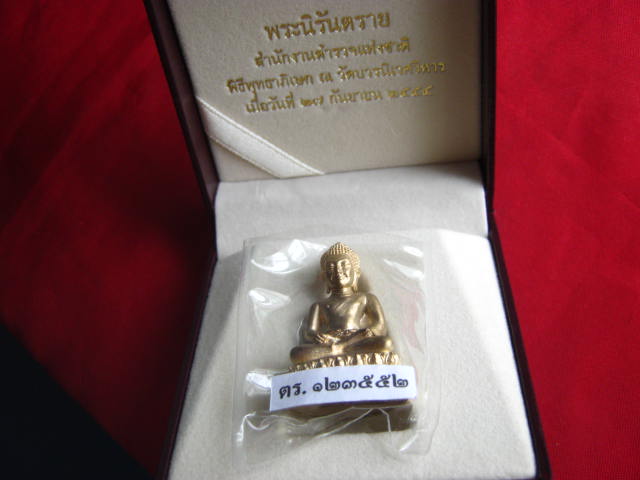 พระนิรันตราย
สำนักงานตำรวจแห่งชาติ
พิธีพุทธาภิเษก ณ วัดบวรนิเวศวิหาร
เมื่อวันที่ ๒๗ กันยายน ๒๕๔๕
ตร. ๑๒๓๕๕๒